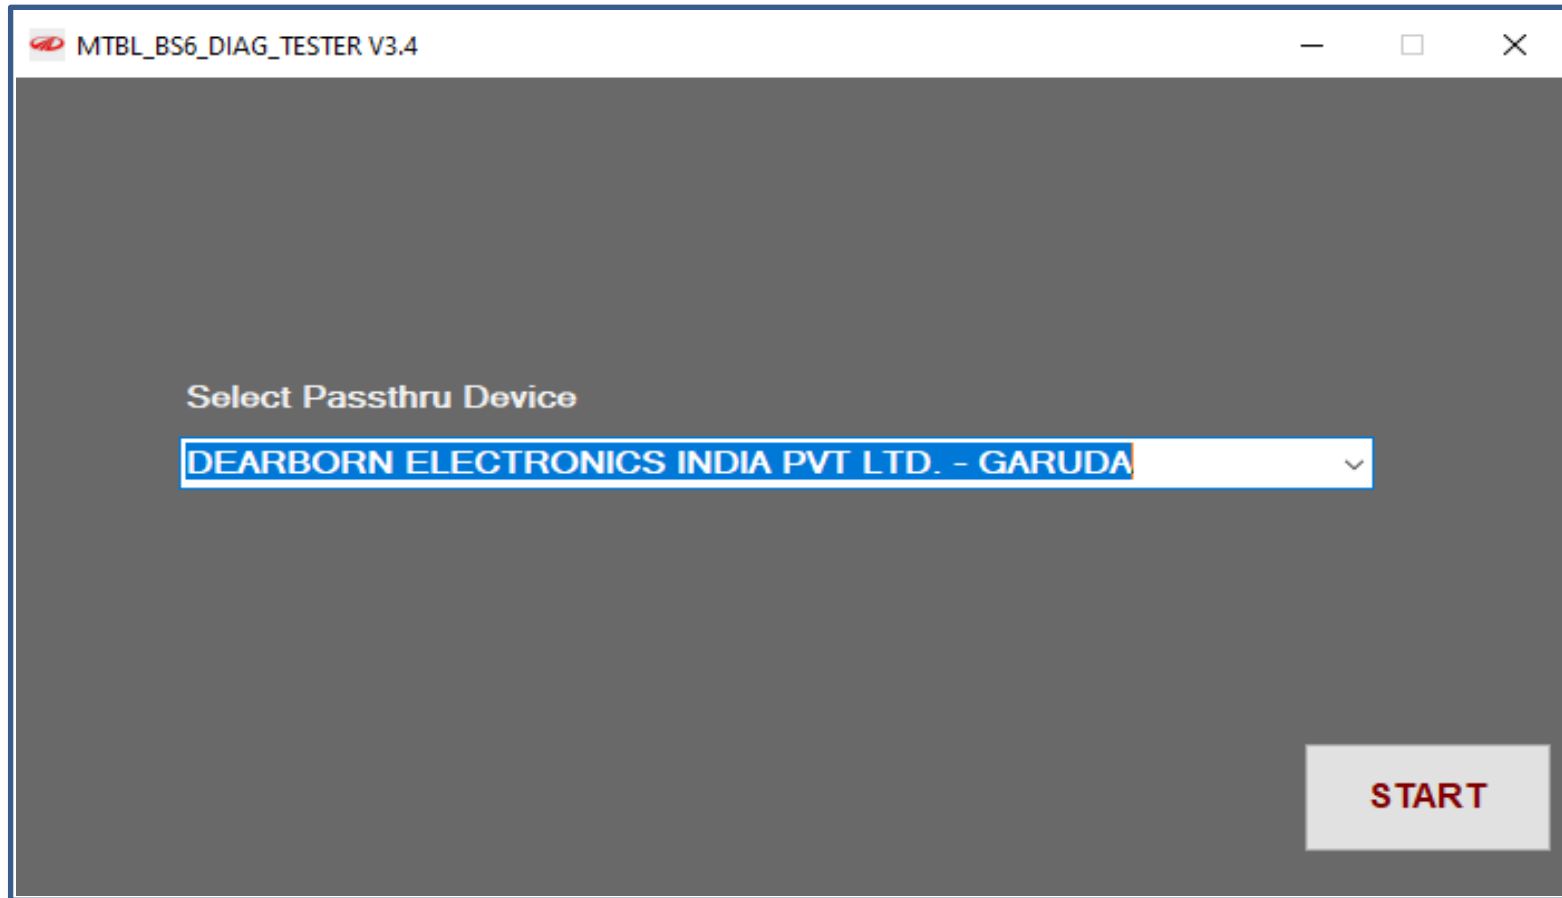 MTBL_BS6_DIAG_TESTER V3.4
Select Passthru Device
DEARBORN ELECTRONICS INDIA PVT LTD. - GARUDA
START